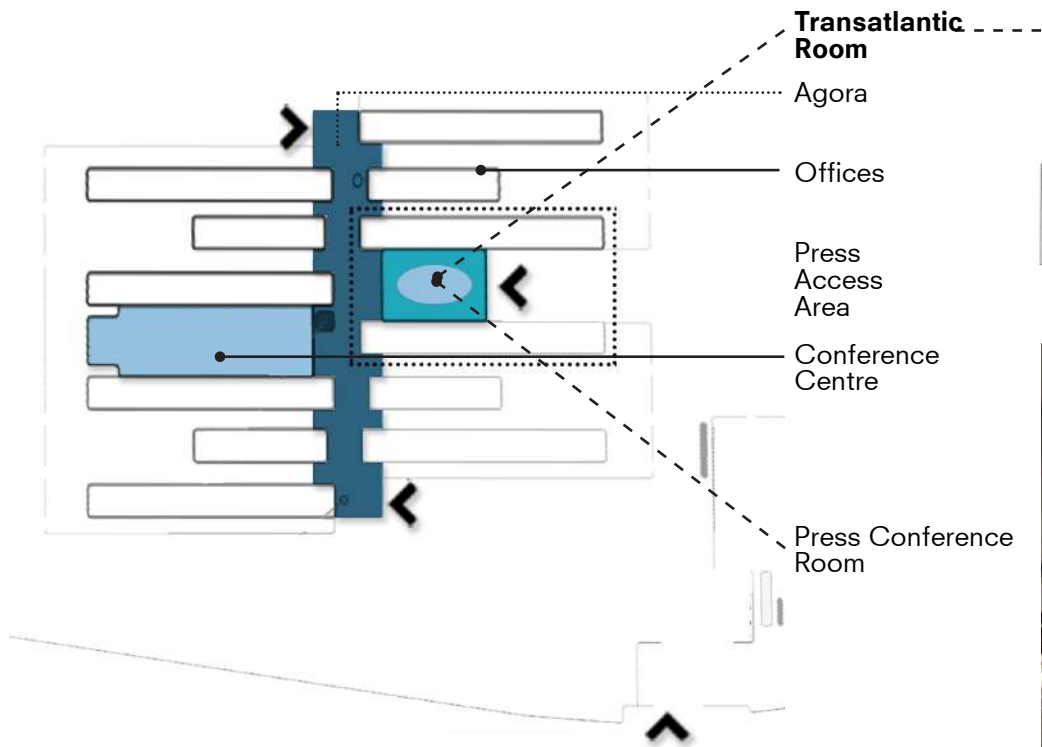 Transatlantic
Room
Agora
Offices
Press
Access
Area
Conference
Centre
Press Conference
Room